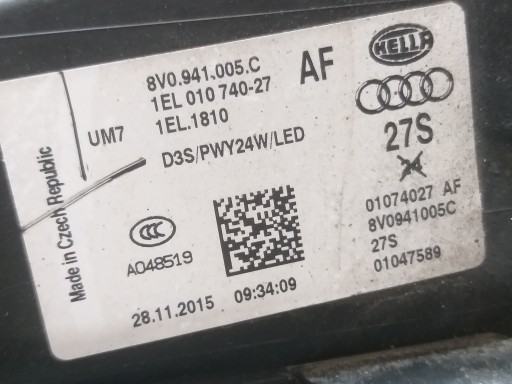 HELLA
8V0.941.005.C
AF
1EL 010 740-27
UM7
1EL.1810
27S
D3S/PWY24W/LED
Made in Czech Republic
CCC
A048519
01074027 AF
8V0941005C
27S
01047589
28.11.2015 09:34:09